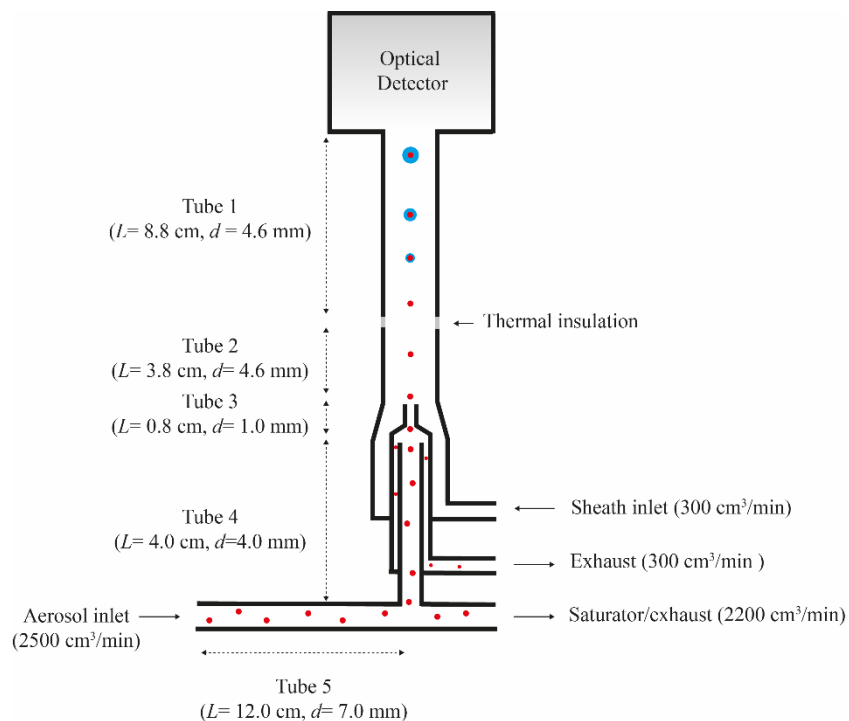 Optical
Detector
Tube 1
(L= 8.8 cm, d = 4.6 mm)
Thermal insulation
Tube 2
(L= 3.8 cm, d= 4.6 mm)
Tube 3
(L= 0.8 cm, d= 1.0 mm)
Sheath inlet (300 cm³/min)
Tube 4
(L= 4.0 cm, d=4.0 mm)
Exhaust (300 cm³/min )
Aerosol inlet
(2500 cm³/min)
Saturator/exhaust (2200 cm³/min)
Tube 5
(L= 12.0 cm, d= 7.0 mm)